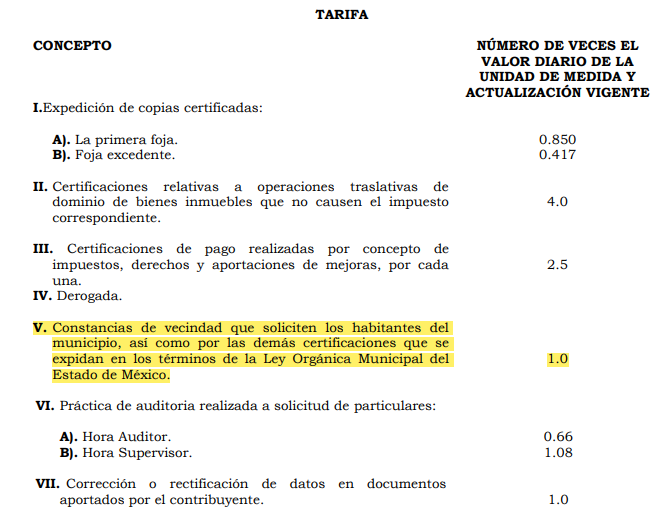 TARIFA
CONCEPTO
NÚMERO DE VECES EL
VALOR DIARIO DE LA
UNIDAD DE MEDIDA Y
ACTUALIZACIÓN VIGENTE
I.Expedición de copias certificadas:
A). La primera foja. 0.850
B). Foja excedente. 0.417
II. Certificaciones relativas a operaciones traslativas de
dominio de bienes inmuebles que no causen el impuesto 4.0
correspondiente.
III. Certificaciones de pago realizadas por concepto de
impuestos, derechos y aportaciones de mejoras, por cada 2.5
una.
IV. Derogada.
V. Constancias de vecindad que soliciten los habitantes del
municipio, así como por las demás certificaciones que se
expidan en los términos de la Ley Orgánica Municipal del 1.0
Estado de México.
VI. Práctica de auditoria realizada a solicitud de particulares:
A). Hora Auditor. 0.66
B). Hora Supervisor. 1.08
VII. Corrección o rectificación de datos en documentos
aportados por el contribuyente. 1.0